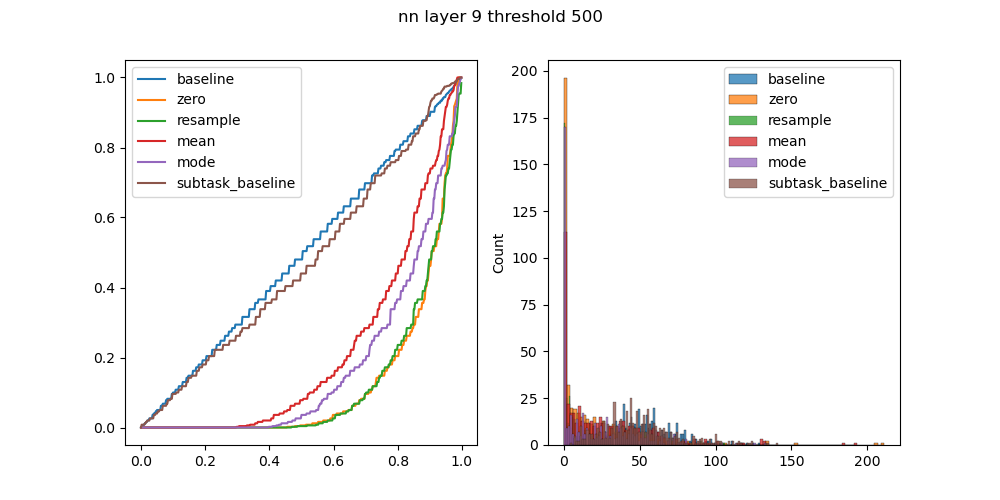 nn layer 9 threshold 500
1.0
0.8
0.6
0.4
0.2
0.0
0.0 0.2 0.4 0.6 0.8 1.0
baseline
zero
resample
mean
mode
subtask_baseline
Count
200
175
150
125
100
75
50
25
0
0 50 100 150 200
baseline
zero
resample
mean
mode
subtask_baseline